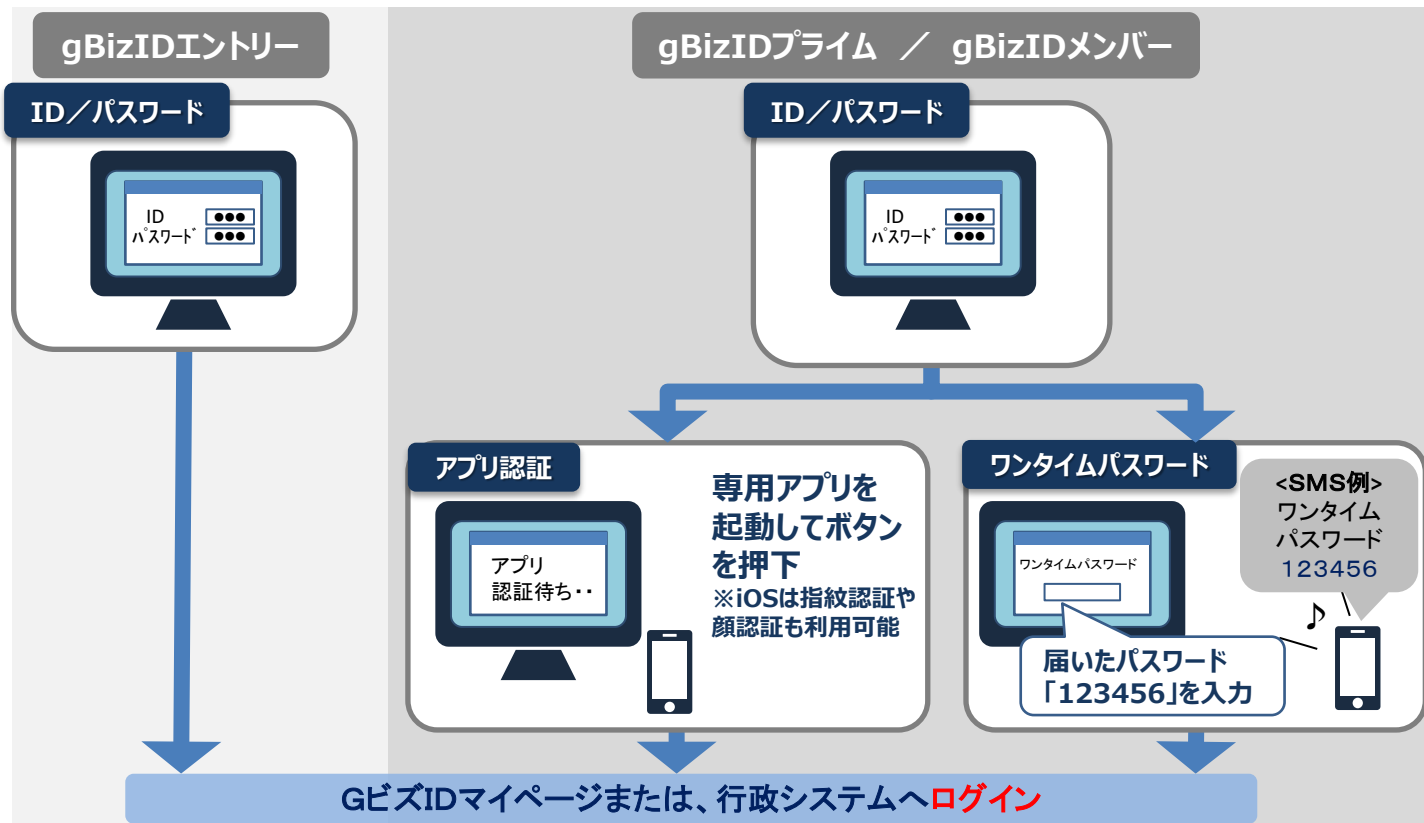 gBizIDエントリー
gBizIDプライム ／ gBizIDメンバー
ID／パスワード
ID
●●●
パスワード
●●●
ID／パスワード
ID
●●●
パスワード
●●●
アプリ認証
アプリ
認証待ち・・
専用アプリを
起動してボタン
を押下
※iOSは指紋認証や
顔認証も利用可能
ワンタイムパスワード
ワンタイムパスワード
届いたパスワード
「123456」を入力
<SMS例>
ワンタイム
パスワード
123456
♪
GビズIDマイページまたは、行政システムへログイン